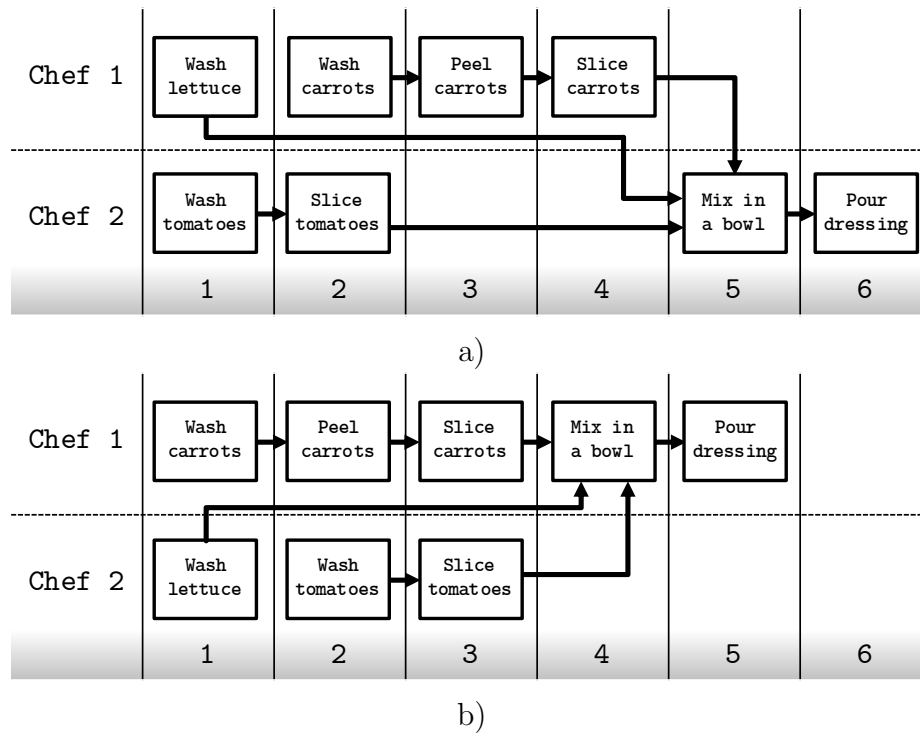 Chef 1
Wash
lettuce
Wash
carrots
Peel
carrots
Slice
carrots
Chef 2
Wash
tomatoes
Slice
tomatoes
Mix in
a bowl
Pour
dressing
1 2 3 4 5 6
a)
Chef 1
Wash
carrots
Peel
carrots
Slice
carrots
Mix in
a bowl
Pour
dressing
Chef 2
Wash
lettuce
Wash
tomatoes
Slice
tomatoes
1 2 3 4 5 6
b)